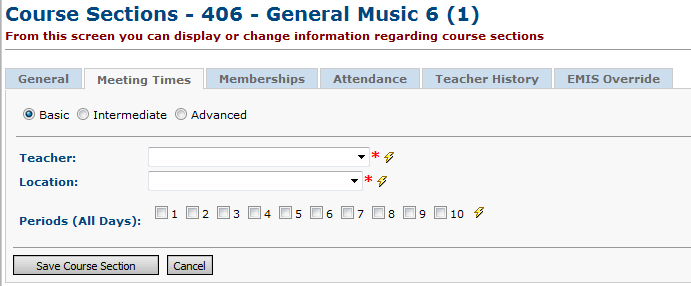 Course Sections - 406 - General Music 6 (1)
From this screen you can display or change information regarding course sections
General Meeting Times Memberships Attendance Teacher History EMIS Override
Basic Intermediate Advanced
Teacher: *
Location: *
Periods (All Days): 1 2 3 4 5 6 7 8 9 10
Save Course Section Cancel